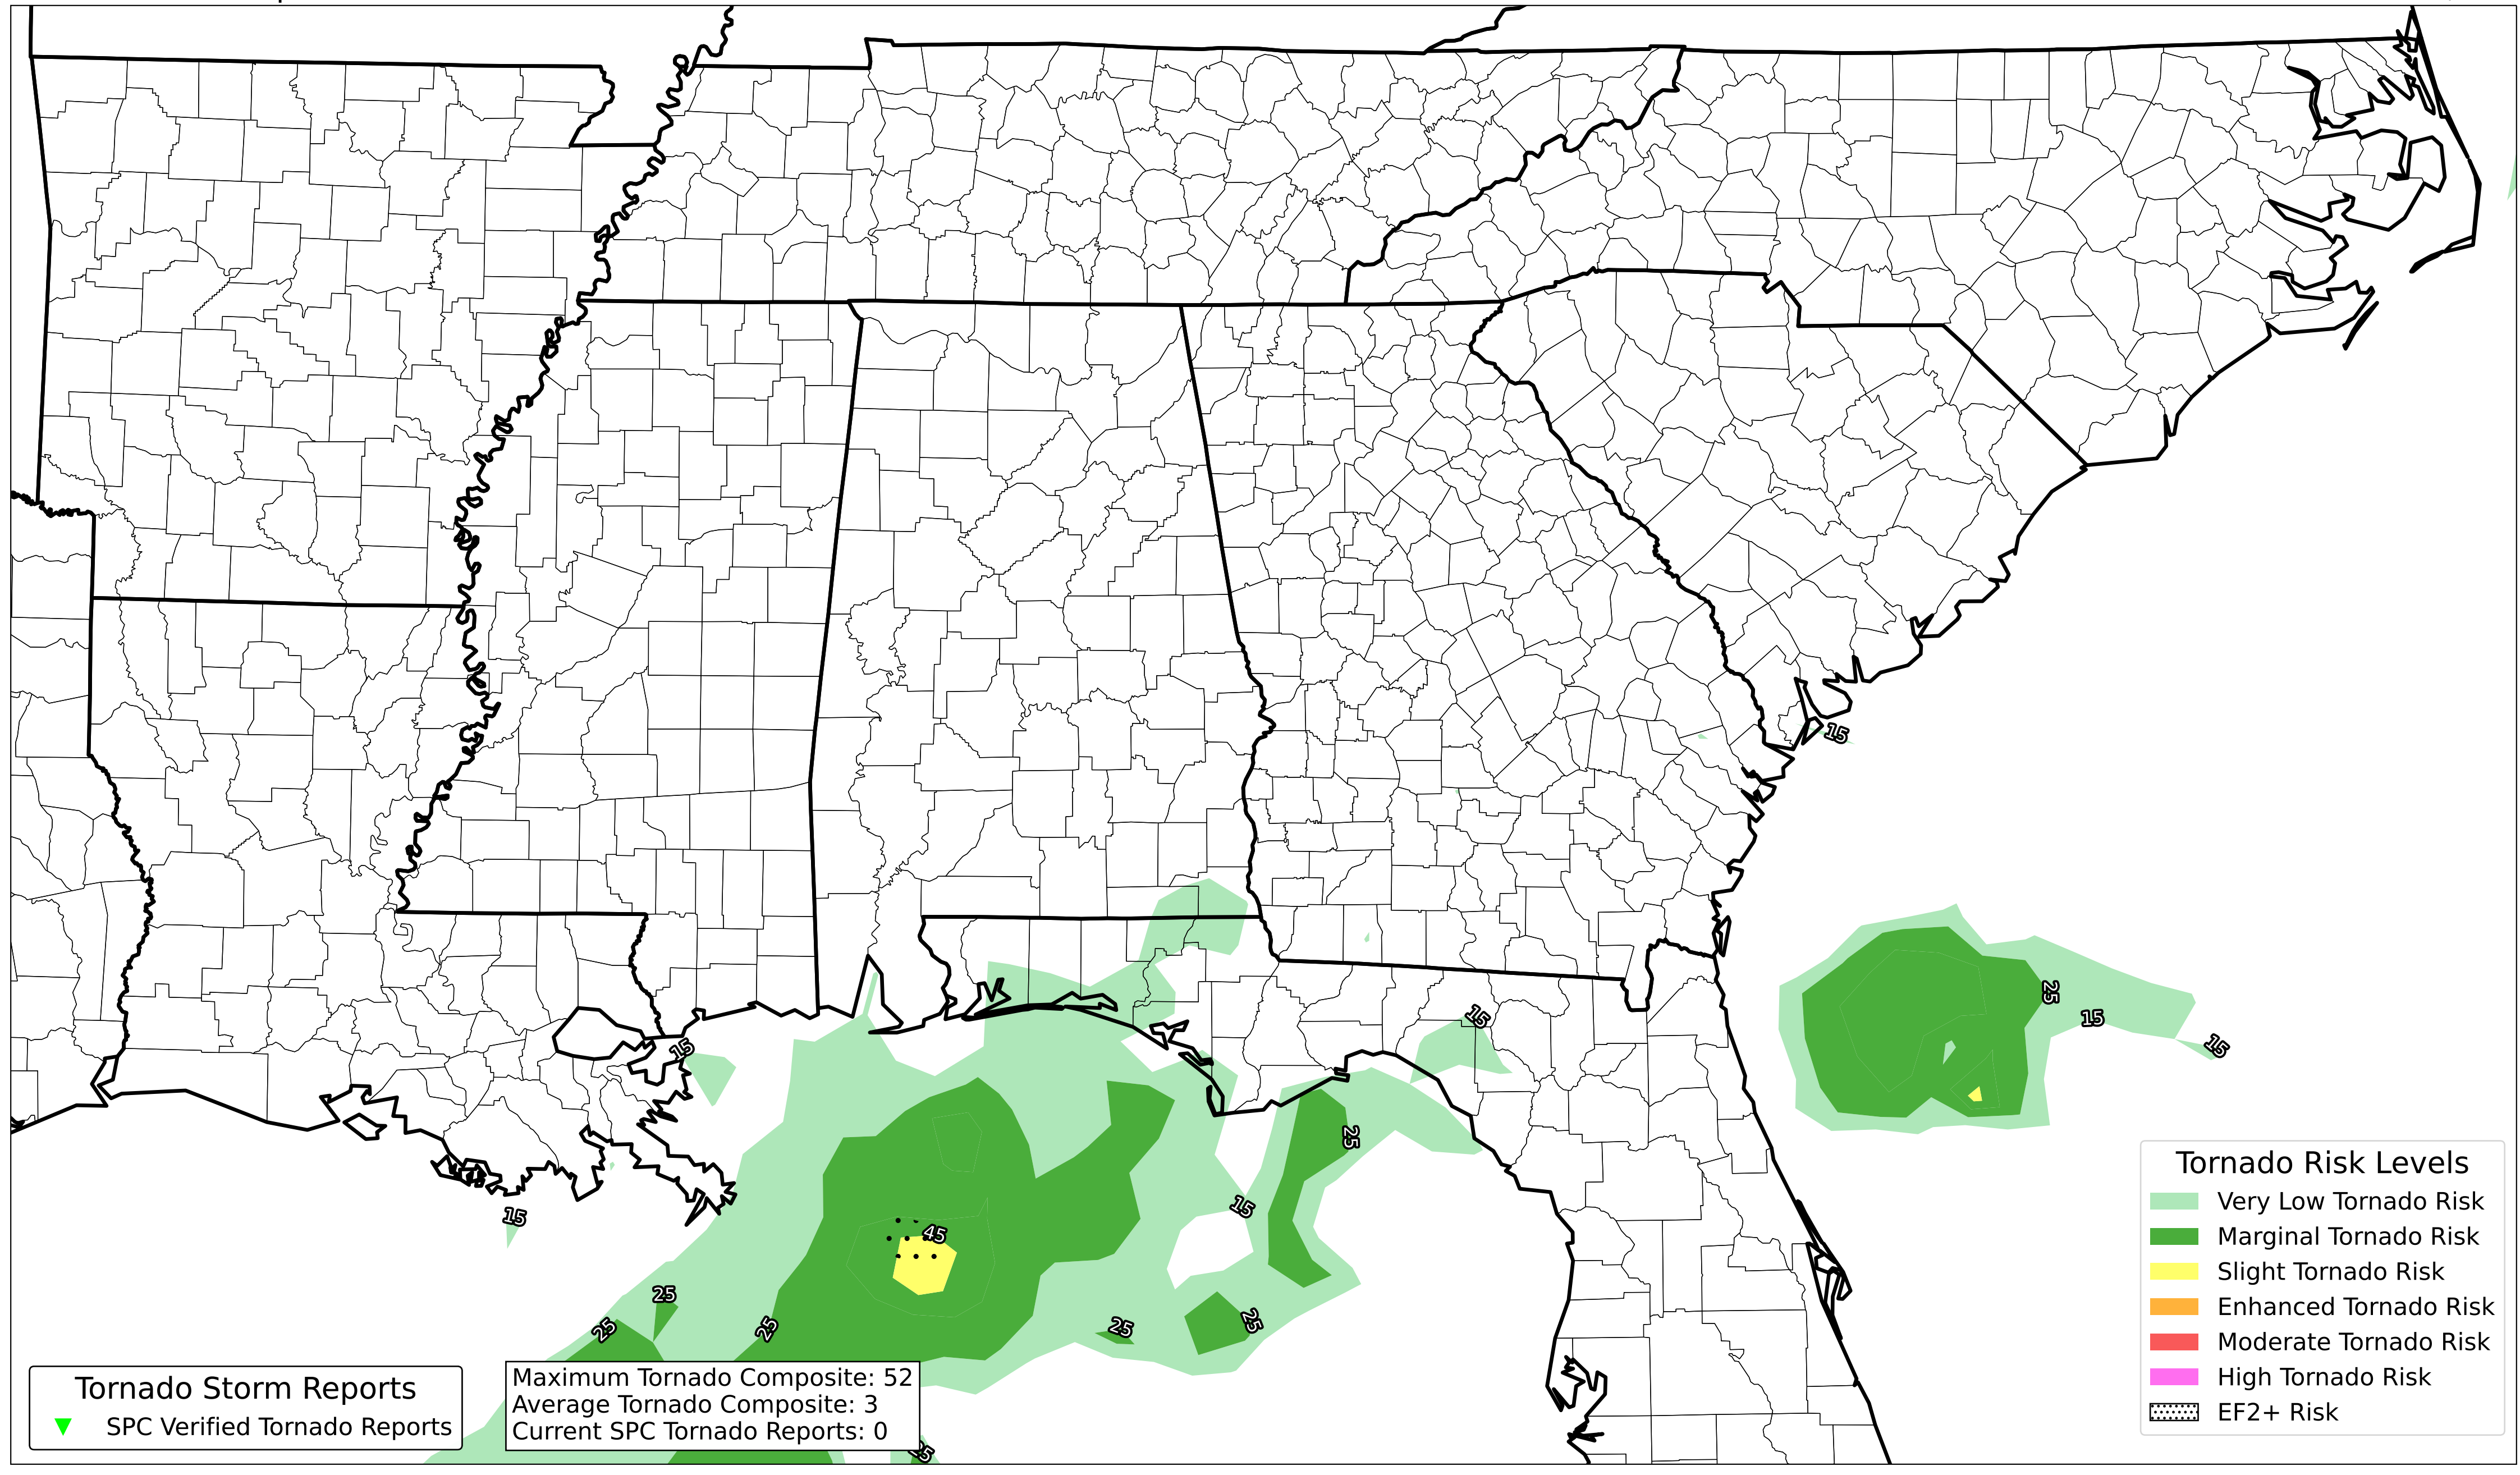 15
25
15
15
15
15
25
15
45
25
25
25
25
25
Tornado Risk Levels
Very Low Tornado Risk
Marginal Tornado Risk
Slight Tornado Risk
Enhanced Tornado Risk
Moderate Tornado Risk
High Tornado Risk
EF2+ Risk
Tornado Storm Reports
SPC Verified Tornado Reports
Maximum Tornado Composite: 52
Average Tornado Composite: 3
Current SPC Tornado Reports: 0